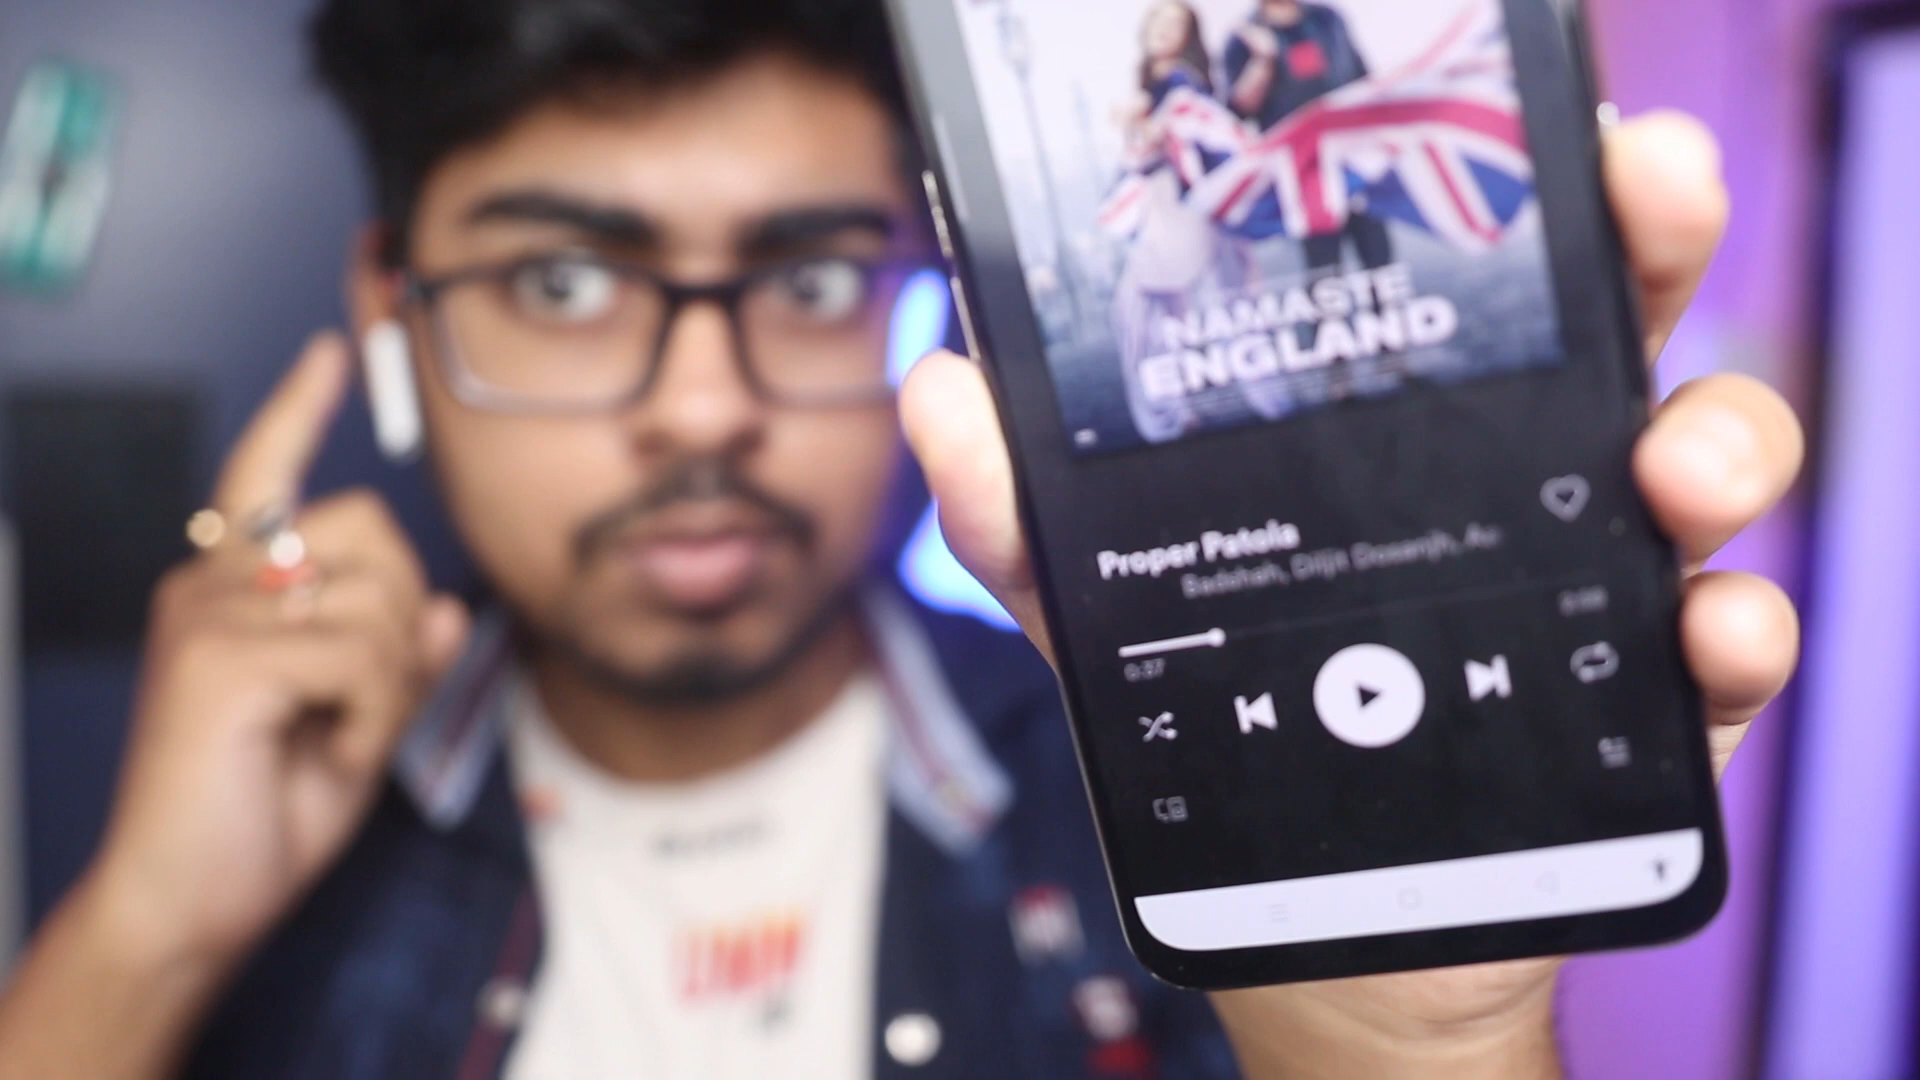 NAMASTE
ENGLAND
Proper Patola
Badshah, Diljit Dosanjh, A...
0:37